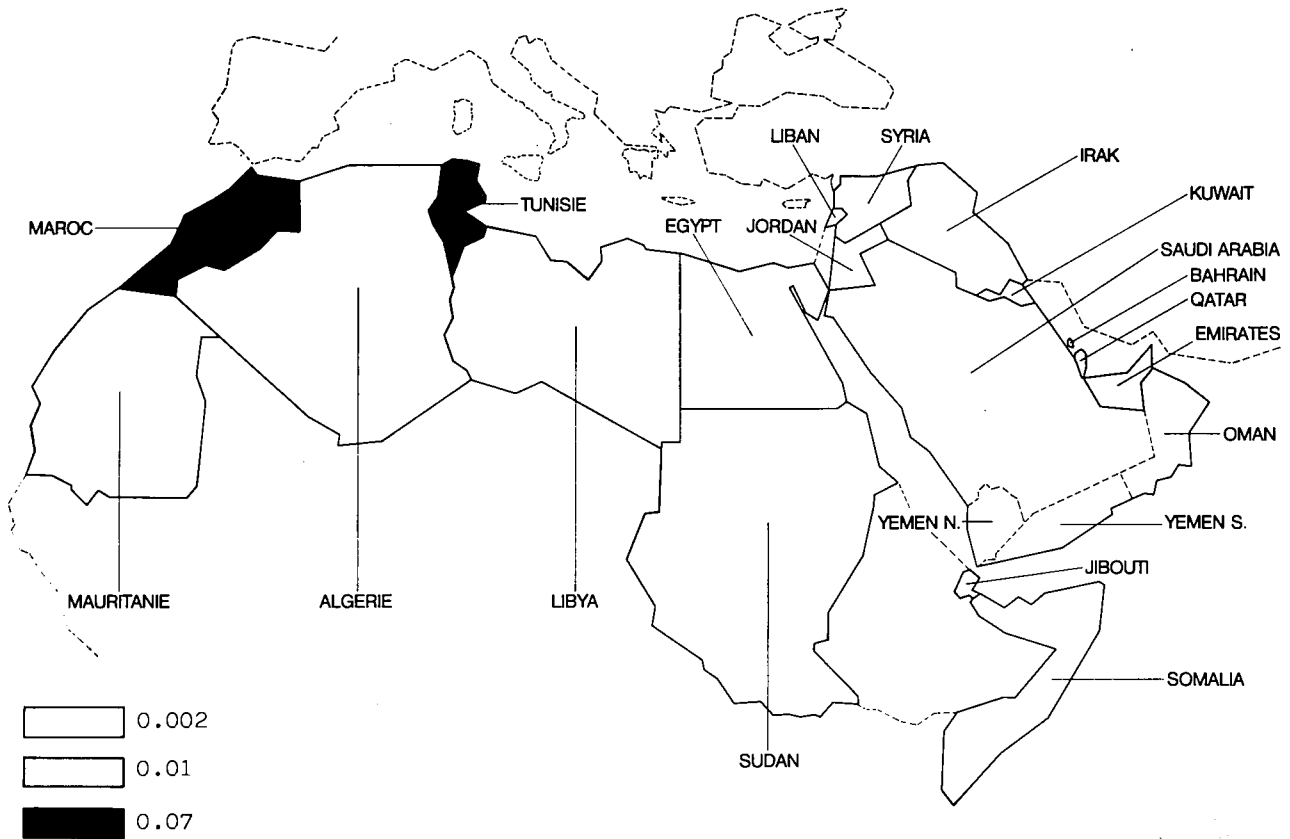 LIBAN
SYRIA
IRAK
KUWAIT
MAROC
TUNISIE
EGYPT
JORDAN
SAUDI ARABIA
BAHRAIN
QATAR
EMIRATES
OMAN
YEMEN N.
YEMEN S.
JIBOUTI
MAURITANIE
ALGERIE
LIBYA
SOMALIA
SUDAN
0.002
0.01
0.07